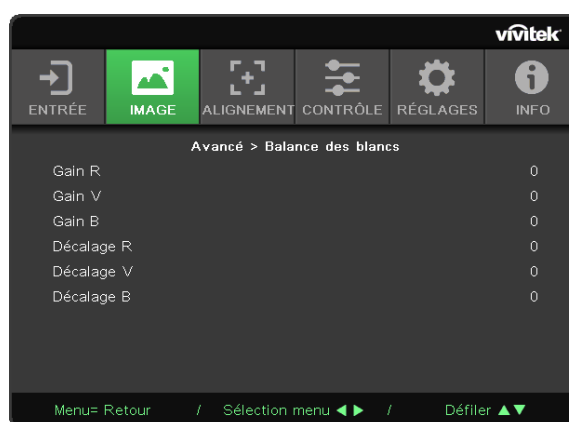 vivitek
ENTRÉE IMAGE ALIGNEMENT CONTRÔLE RÉGLAGES INFO
Avancé > Balance des blancs
Gain R 0
Gain V 0
Gain B 0
Décalage R 0
Décalage V 0
Décalage B 0
Menu= Retour / Sélection menu ◀ ▶ / Défiler ▲▼